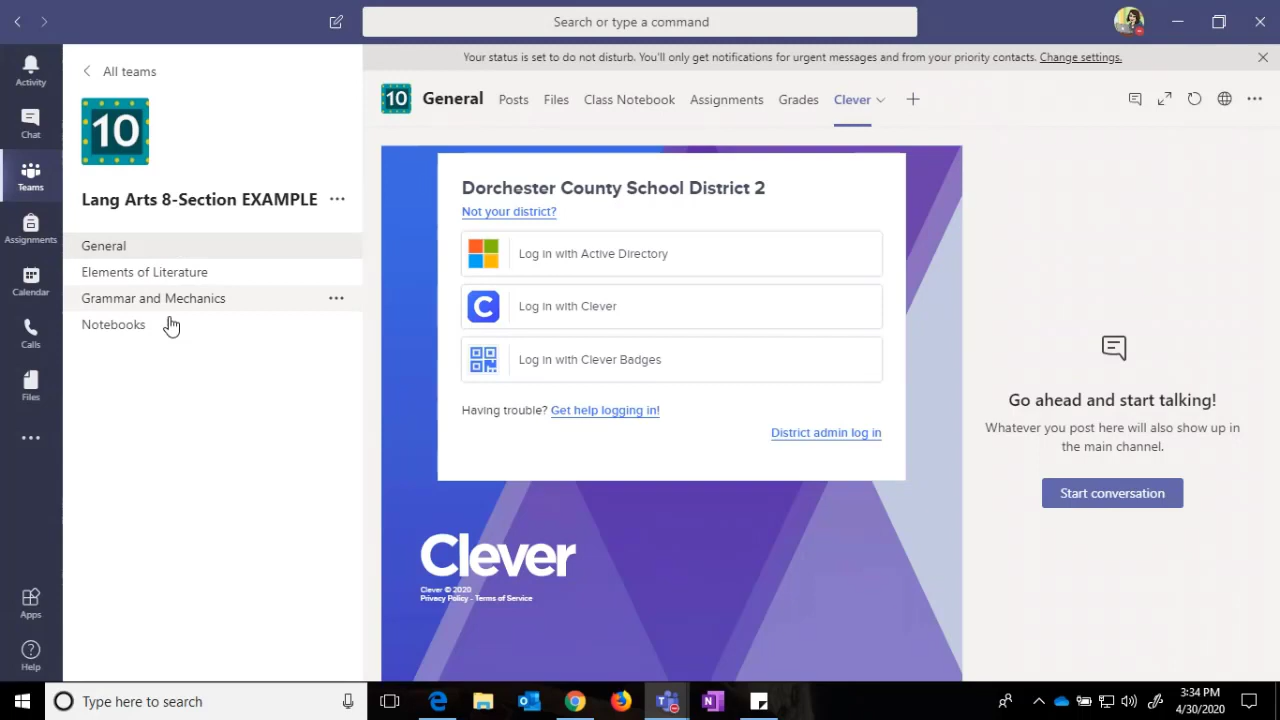 Search or type a command
Your status is set to do not disturb. You'll only get notifications for urgent messages and from your priority contacts. Change settings.
Activity
Chat
Teams
Assignments
Calendar
Calls
Files
Apps
Help
All teams
10
Lang Arts 8-Section EXAMPLE
General
Elements of Literature
Grammar and Mechanics
Notebooks
10 General Posts Files Class Notebook Assignments Grades Clever
Dorchester County School District 2
Not your district?
Log in with Active Directory
C Log in with Clever
Log in with Clever Badges
Having trouble? Get help logging in!
District admin log in
Clever
Clever © 2020
Privacy Policy - Terms of Service
Go ahead and start talking!
Whatever you post here will also show up in
the main channel.
Start conversation
Type here to search
3:34 PM
4/30/2020